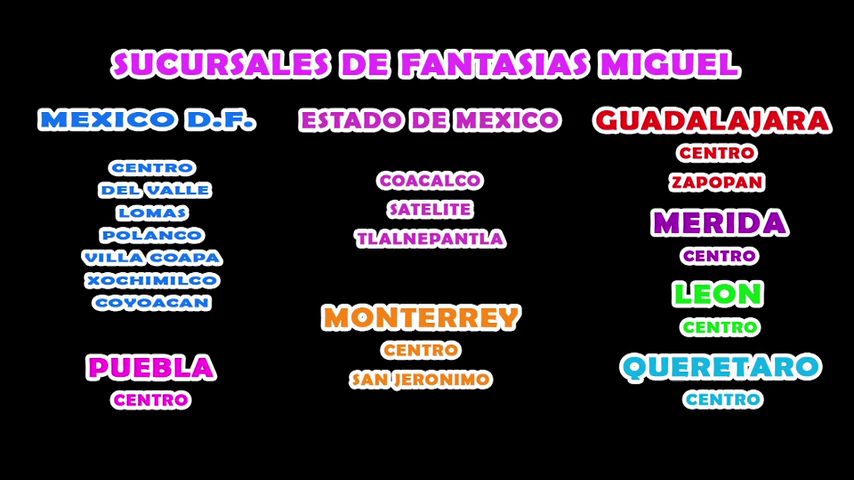 SUCURSALES DE FANTASIAS MIGUEL
MEXICO D.F.
CENTRO
DEL VALLE
LOMAS
POLANCO
VILLA COAPA
XOCHIMILCO
COYOACAN
PUEBLA
CENTRO
ESTADO DE MEXICO
COACALCO
SATELITE
TLALNEPANTLA
MONTERREY
CENTRO
SAN JERONIMO
GUADALAJARA
CENTRO
ZAPOPAN
MERIDA
CENTRO
LEON
CENTRO
QUERETARO
CENTRO